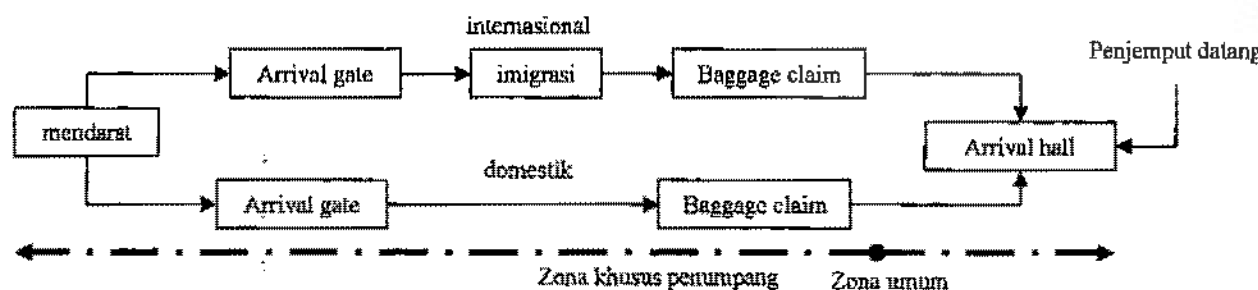 internasional
Arrival gate
imigrasi
Baggage claim
Penjemput datang
mendarat
Arrival hall
domestik
Arrival gate
Baggage claim
Zona khusus penumpang
Zona umum